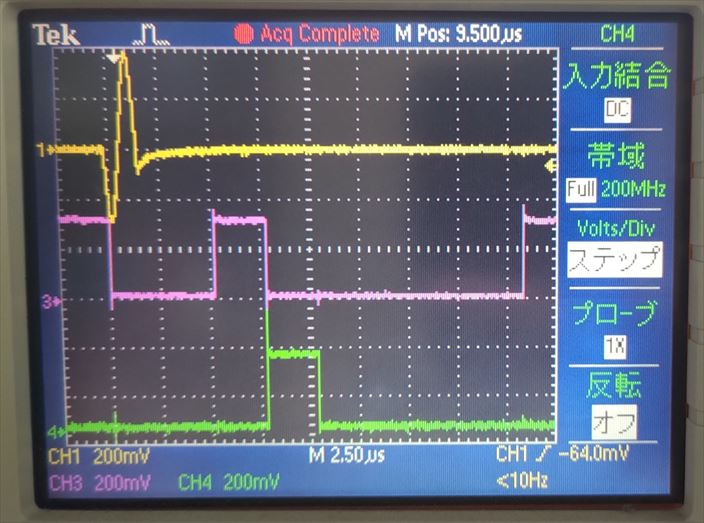 Tek Acq Complete M Pos: 9.500µs CH4
入力結合
DC
帯域
Full 200MHz
Volts/Div
ステップ
プローブ
1X
反転
オフ
1
3
4
CH1 200mV M 2.50µs CH1 -64.0mV
CH3 200mV CH4 200mV <10Hz